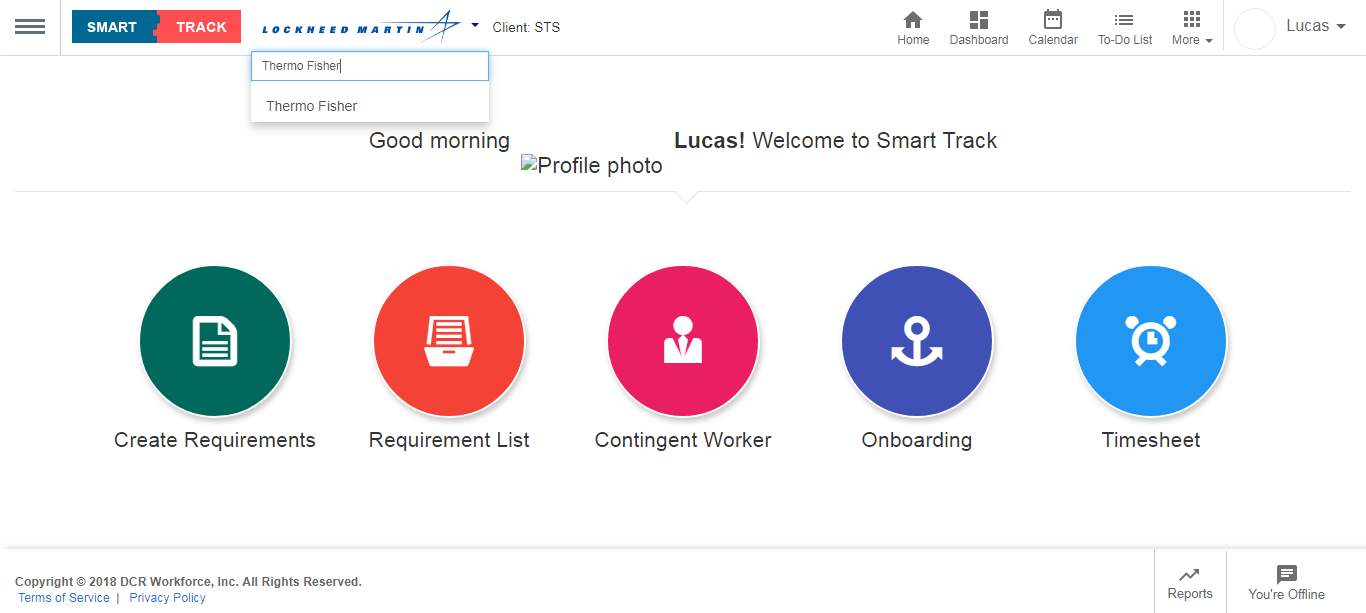 SMART TRACK
LOCKHEED MARTIN
Client: STS
Home
Dashboard
Calendar
To-Do List
More
Lucas
Thermo Fisher
Thermo Fisher
Good morning
Profile photo
Lucas! Welcome to Smart Track
Create Requirements
Requirement List
Contingent Worker
Onboarding
Timesheet
Copyright © 2018 DCR Workforce, Inc. All Rights Reserved.
Terms of Service | Privacy Policy
Reports
You're Offline